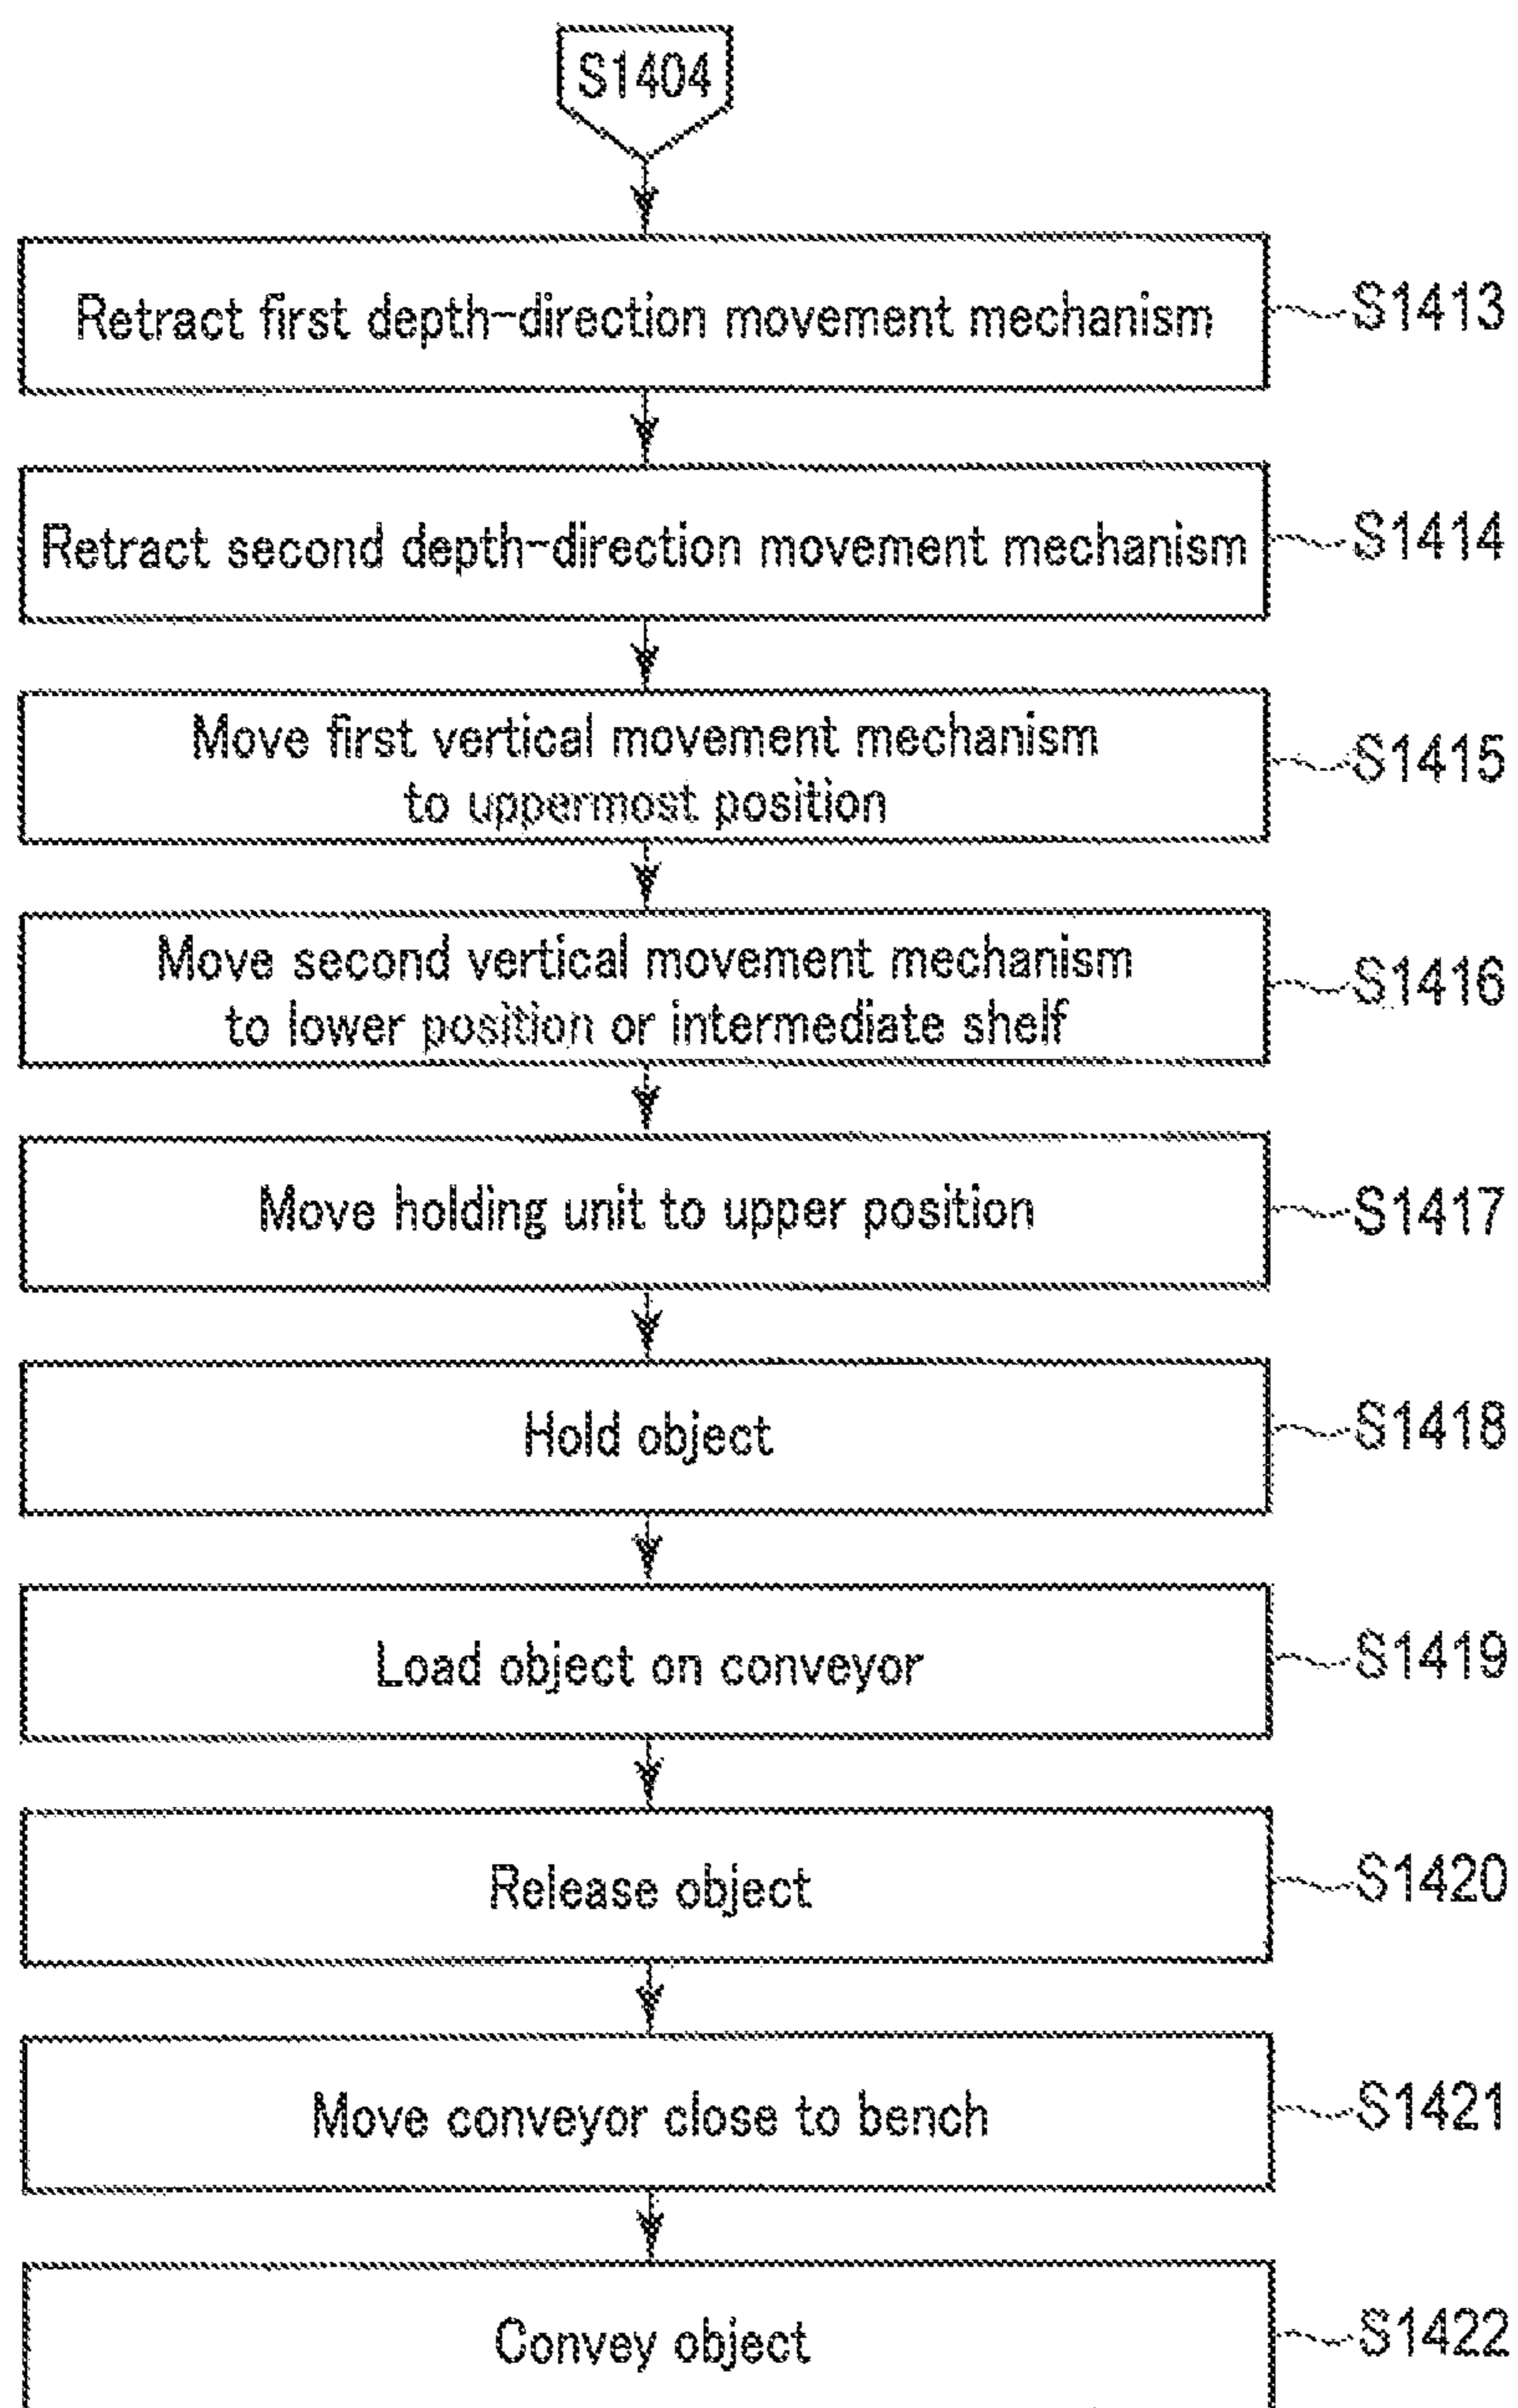 S1404
Retract first depth-direction movement mechanism
S1413
Retract second depth-direction movement mechanism
S1414
Move first vertical movement mechanism
to uppermost position
S1415
Move second vertical movement mechanism
to lower position or intermediate shelf
S1416
Move holding unit to upper position
S1417
Hold object
S1418
Load object on conveyor
S1419
Release object
S1420
Move conveyor close to bench
S1421
Convey object
S1422